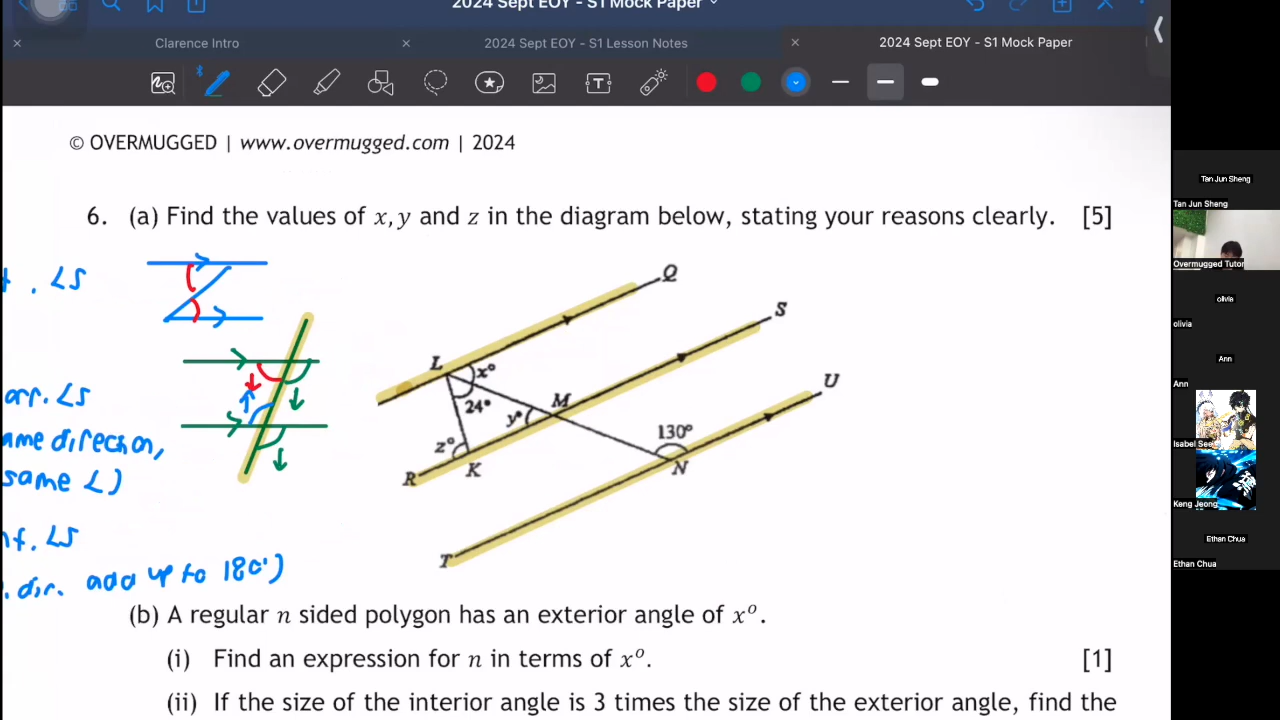 2024 Sept EOY - S1 Mock Paper
Clarence Intro
2024 Sept EOY - S1 Lesson Notes
2024 Sept EOY - S1 Mock Paper
© OVERMUGGED | www.overmugged.com | 2024
6. (a) Find the values of x, y and z in the diagram below, stating your reasons clearly. [5]
. ∠s
∠s
same direction,
same ∠)
∠s
dir. add up to 180°)
Q
S
L
x°
24°
M
U
y°
130°
z°
K
N
R
T
(b) A regular n sided polygon has an exterior angle of x°.
(i) Find an expression for n in terms of x°. [1]
(ii) If the size of the interior angle is 3 times the size of the exterior angle, find the
Tan Jun Sheng
Tan Jun Sheng
Overmugged Tutor
olivia
olivia
Ann
Ann
Isabel See
Keng Jeong
Ethan Chua
Ethan Chua